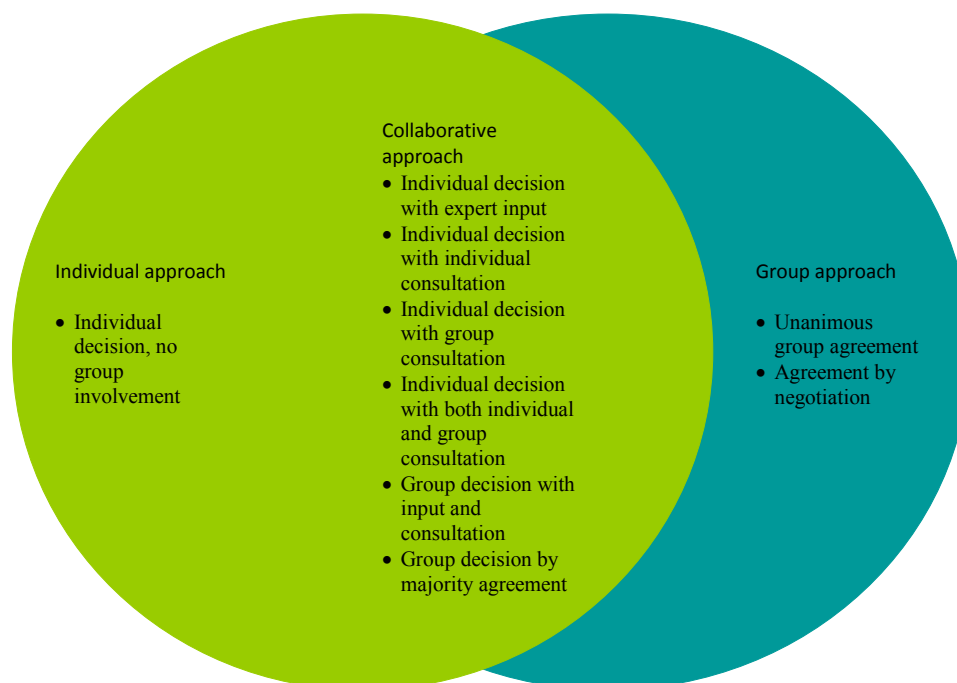 Individual approach
• Individual
decision, no
group
involvement
Collaborative
approach
• Individual decision
with expert input
• Individual decision
with individual
consultation
• Individual decision
with group
consultation
• Individual decision
with both individual
and group
consultation
• Group decision with
input and
consultation
• Group decision by
majority agreement
Group approach
• Unanimous
group agreement
• Agreement by
negotiation